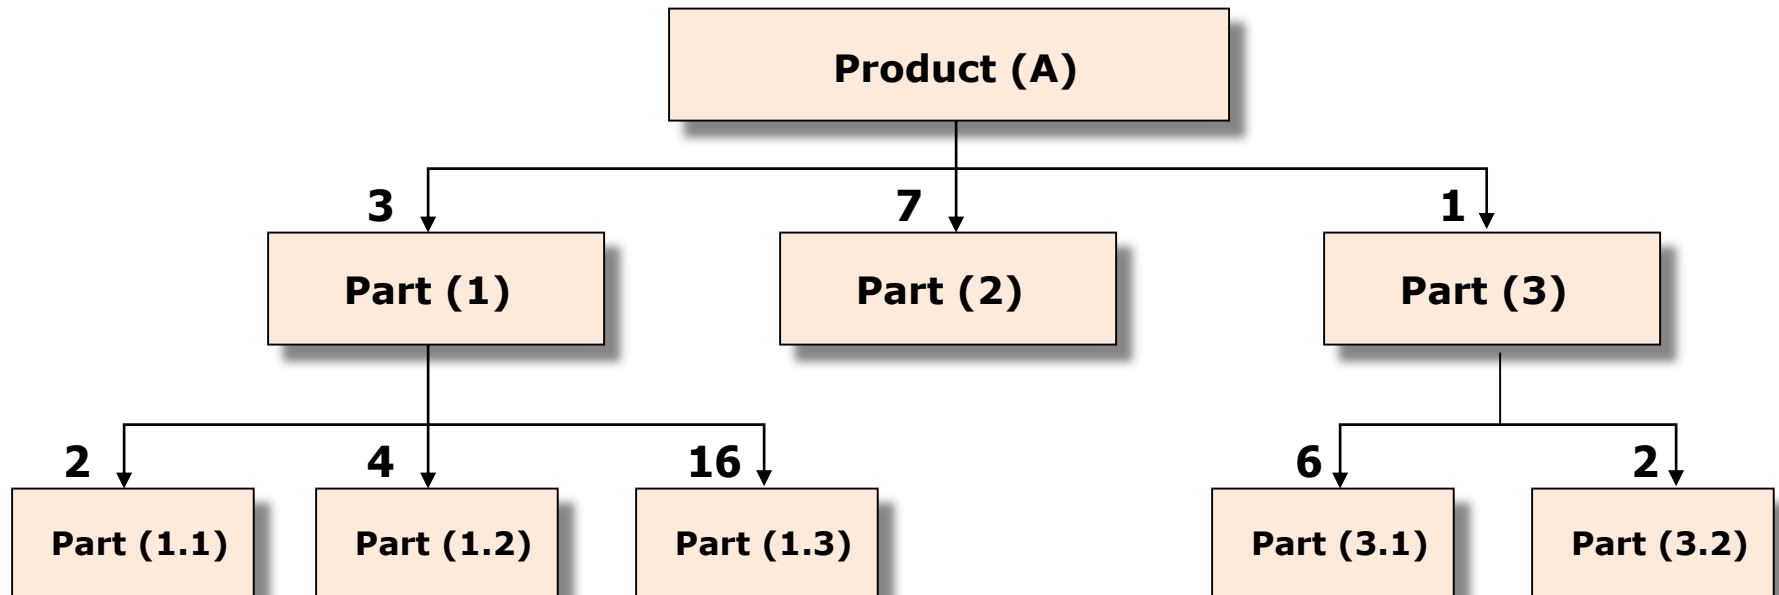 Product (A)
3
7
1
Part (1)
Part (2)
Part (3)
2
4
16
6
2
Part (1.1)
Part (1.2)
Part (1.3)
Part (3.1)
Part (3.2)